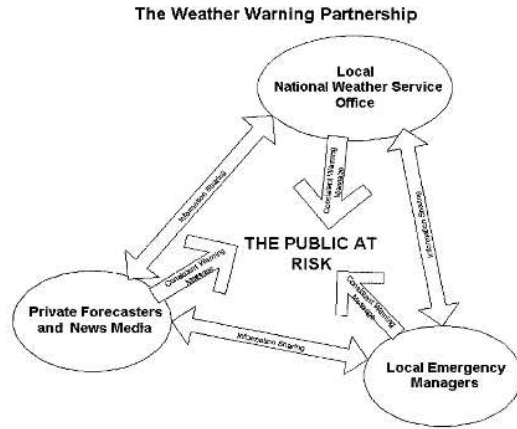 The Weather Warning Partnership
Local
National Weather Service
Office
Information Sharing
Consistent Warning
Message
Information Sharing
THE PUBLIC AT
RISK
Consistent Warning
Message
Consistent Warning
Message
Private Forecasters
and News Media
Information Sharing
Local Emergency
Managers